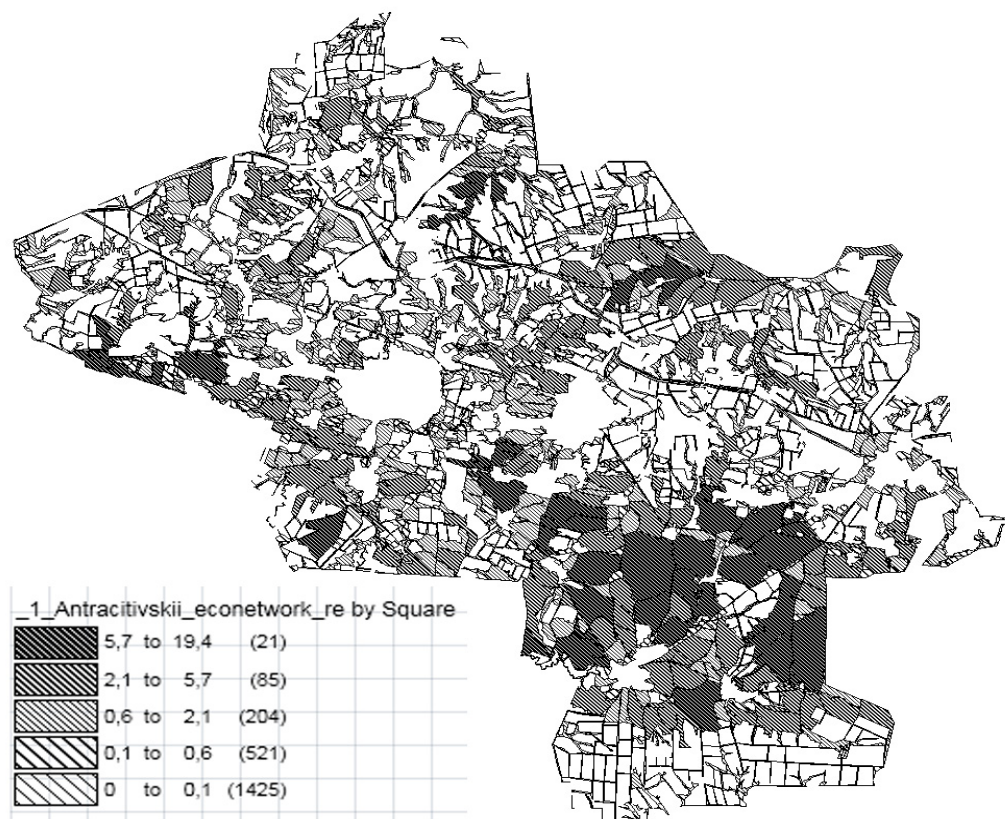 _1_Antracitivskii_econetwork_re by Square
5,7 to 19,4 (21)
2,1 to 5,7 (85)
0,6 to 2,1 (204)
0,1 to 0,6 (521)
0 to 0,1 (1425)